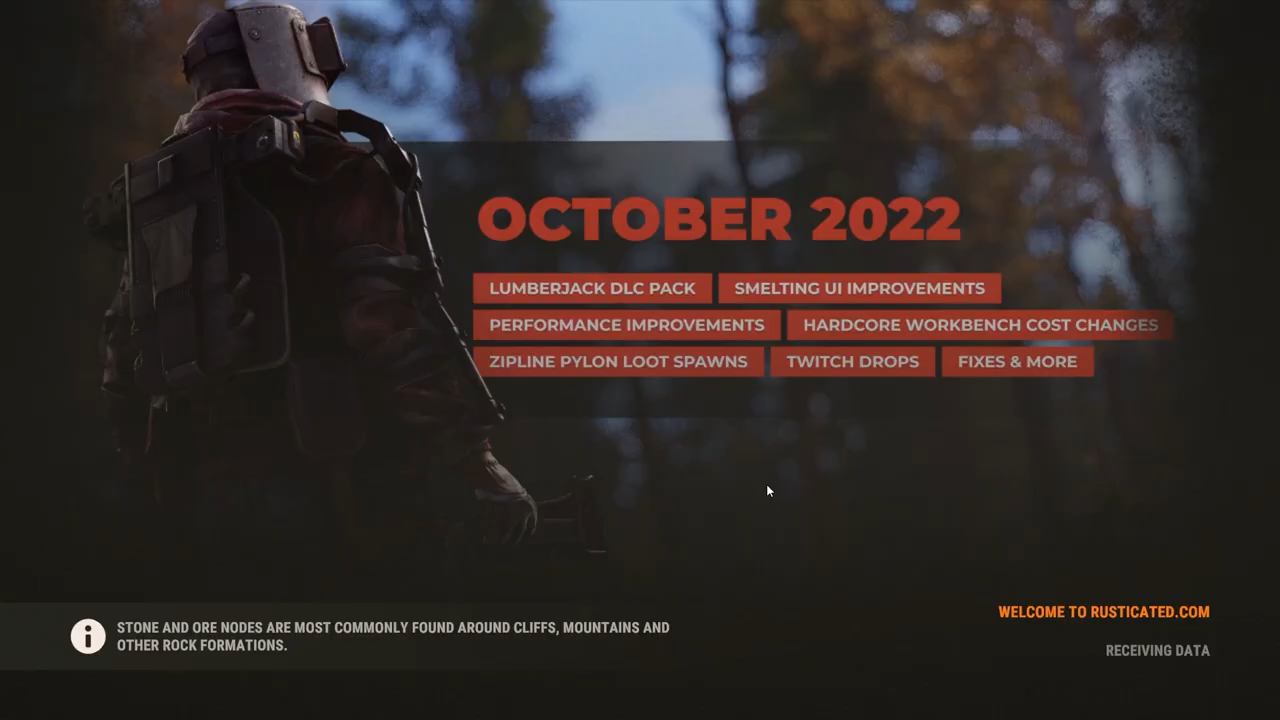 OCTOBER 2022
LUMBERJACK DLC PACK SMELTING UI IMPROVEMENTS
PERFORMANCE IMPROVEMENTS HARDCORE WORKBENCH COST CHANGES
ZIPLINE PYLON LOOT SPAWNS TWITCH DROPS FIXES & MORE
STONE AND ORE NODES ARE MOST COMMONLY FOUND AROUND CLIFFS, MOUNTAINS AND
OTHER ROCK FORMATIONS.
WELCOME TO RUSTICATED.COM
RECEIVING DATA